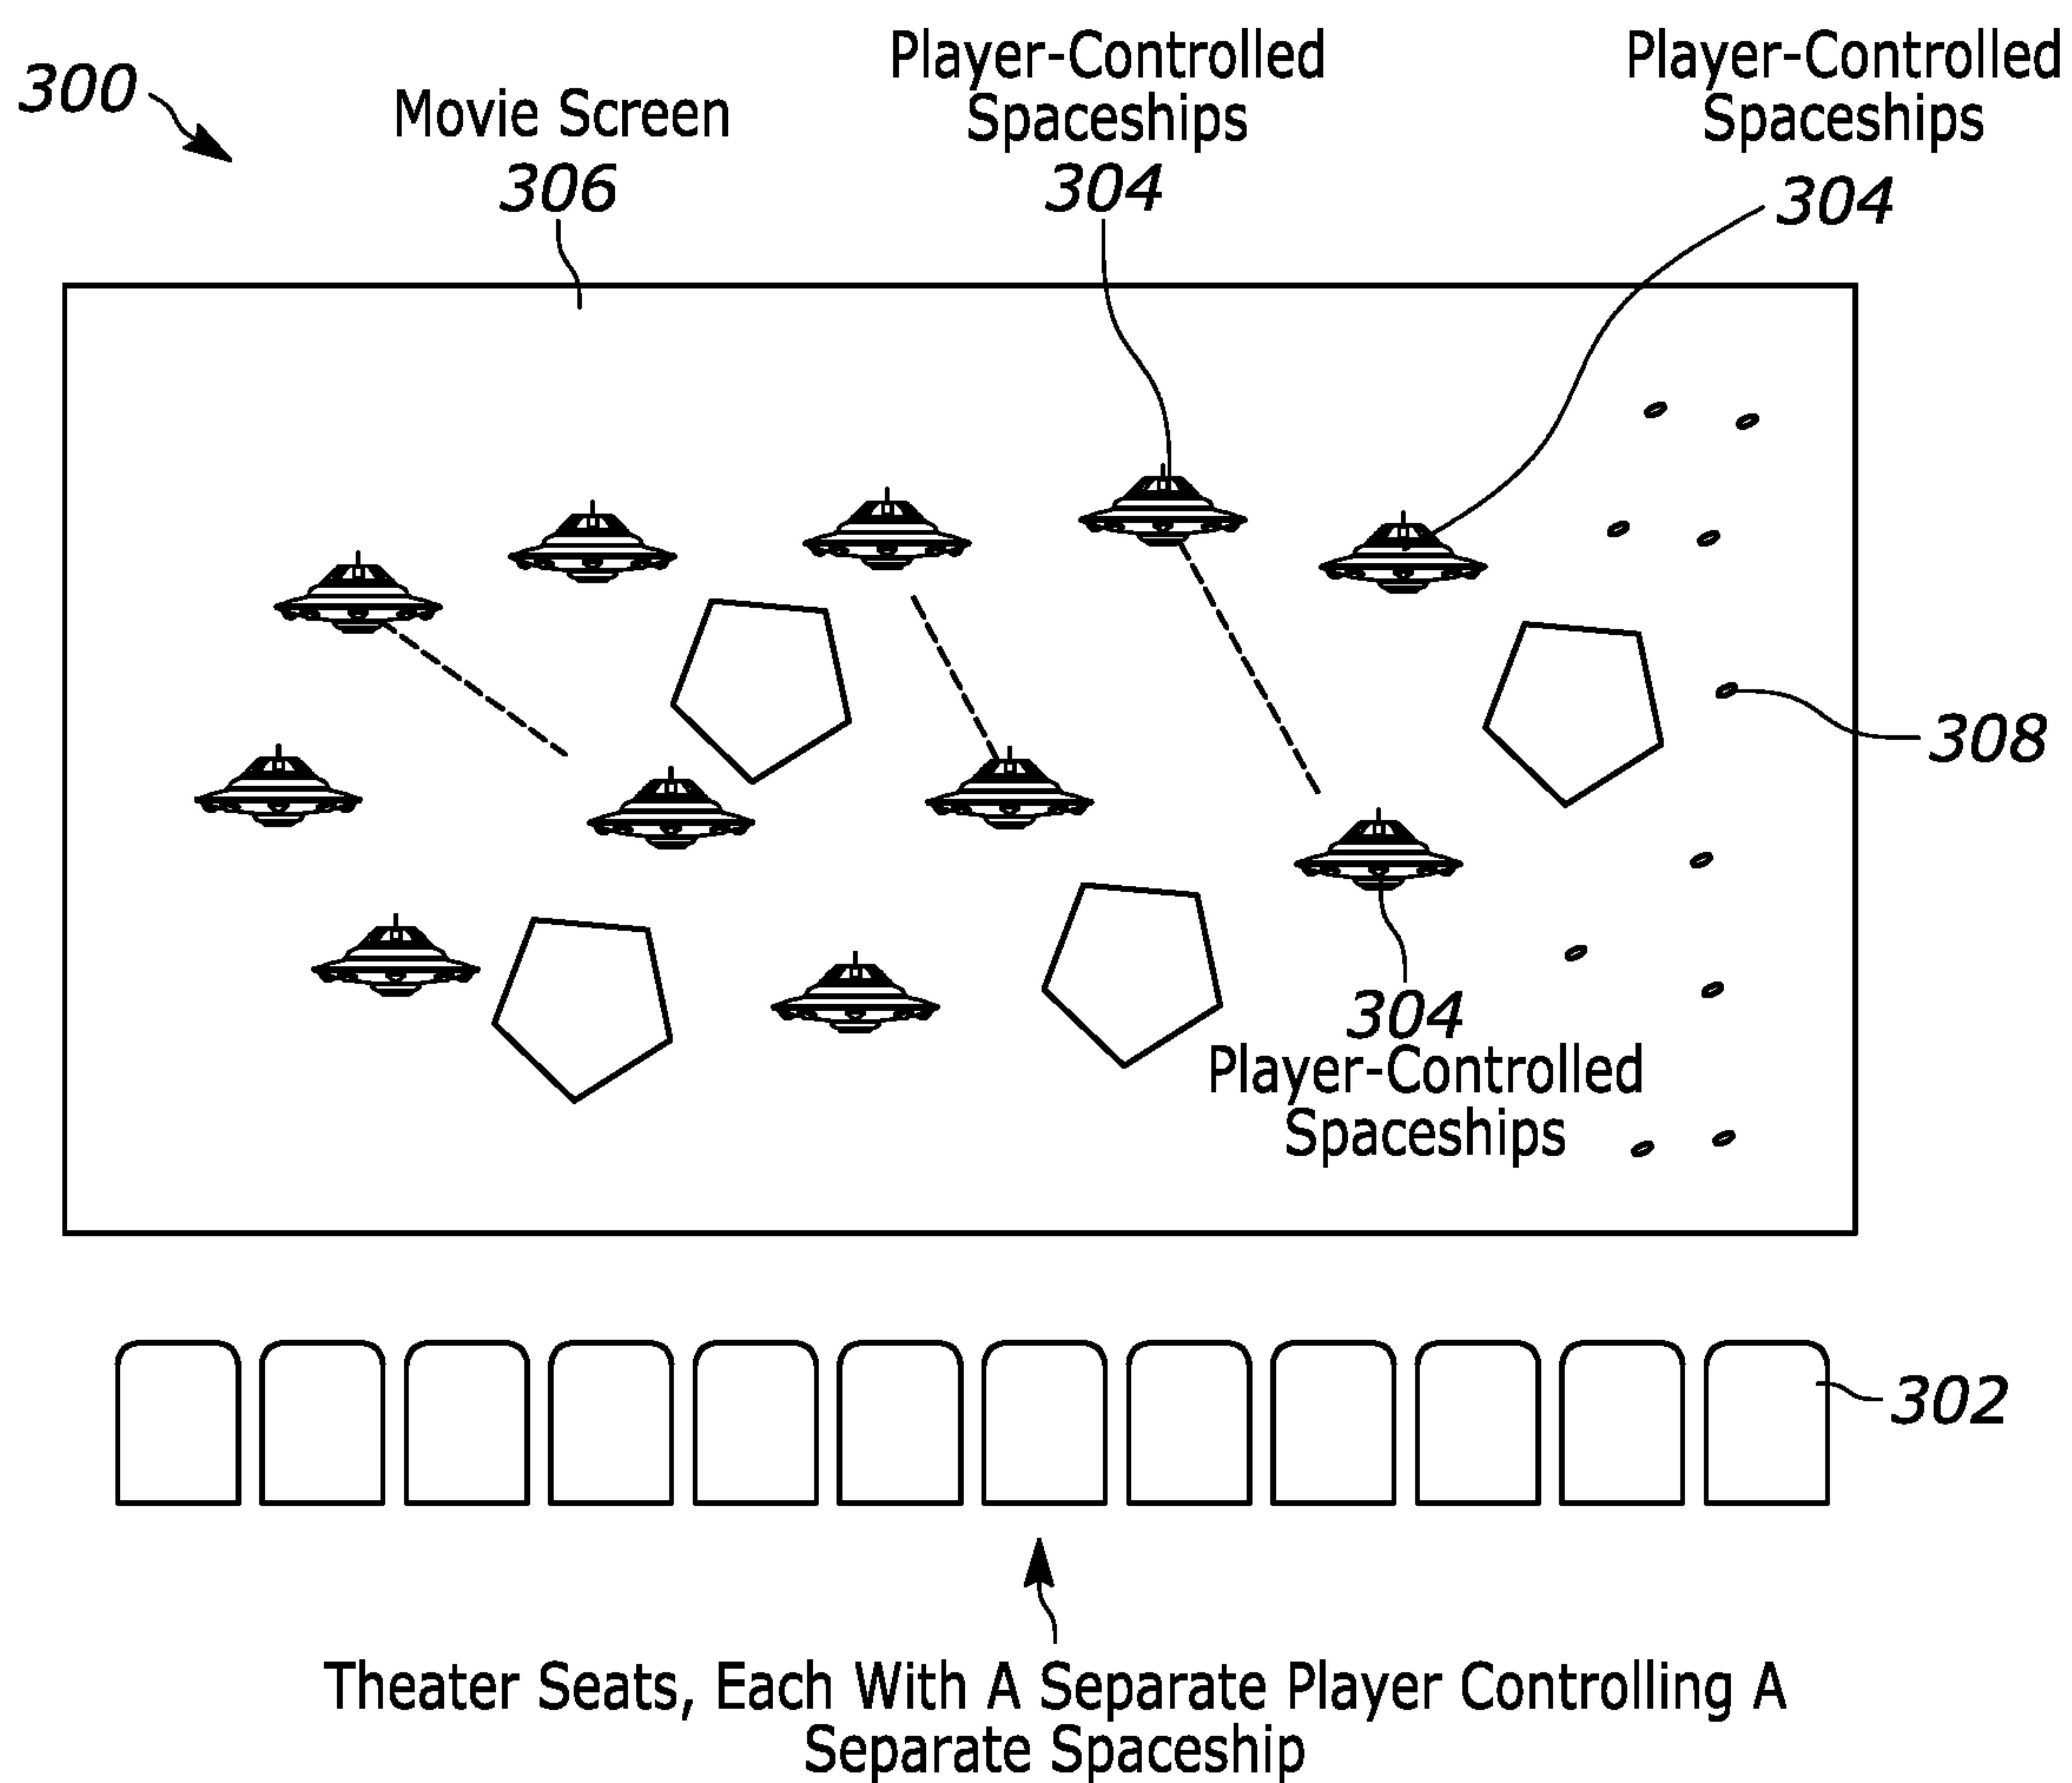 300
Movie Screen
306
Player-Controlled
Spaceships
304
Player-Controlled
Spaceships
304
308
304
Player-Controlled
Spaceships
302
Theater Seats, Each With A Separate Player Controlling A
Separate Spaceship